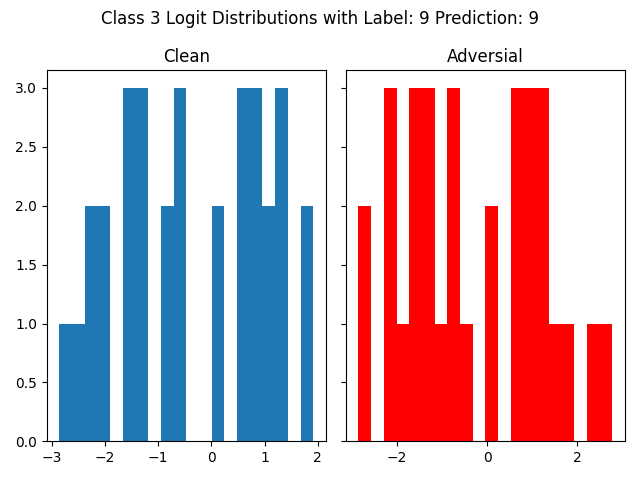 Class 3 Logit Distributions with Label: 9 Prediction: 9
Clean
Adversial
3.0
2.5
2.0
1.5
1.0
0.5
0.0
−3 −2 −1 0 1 2
−2 0 2